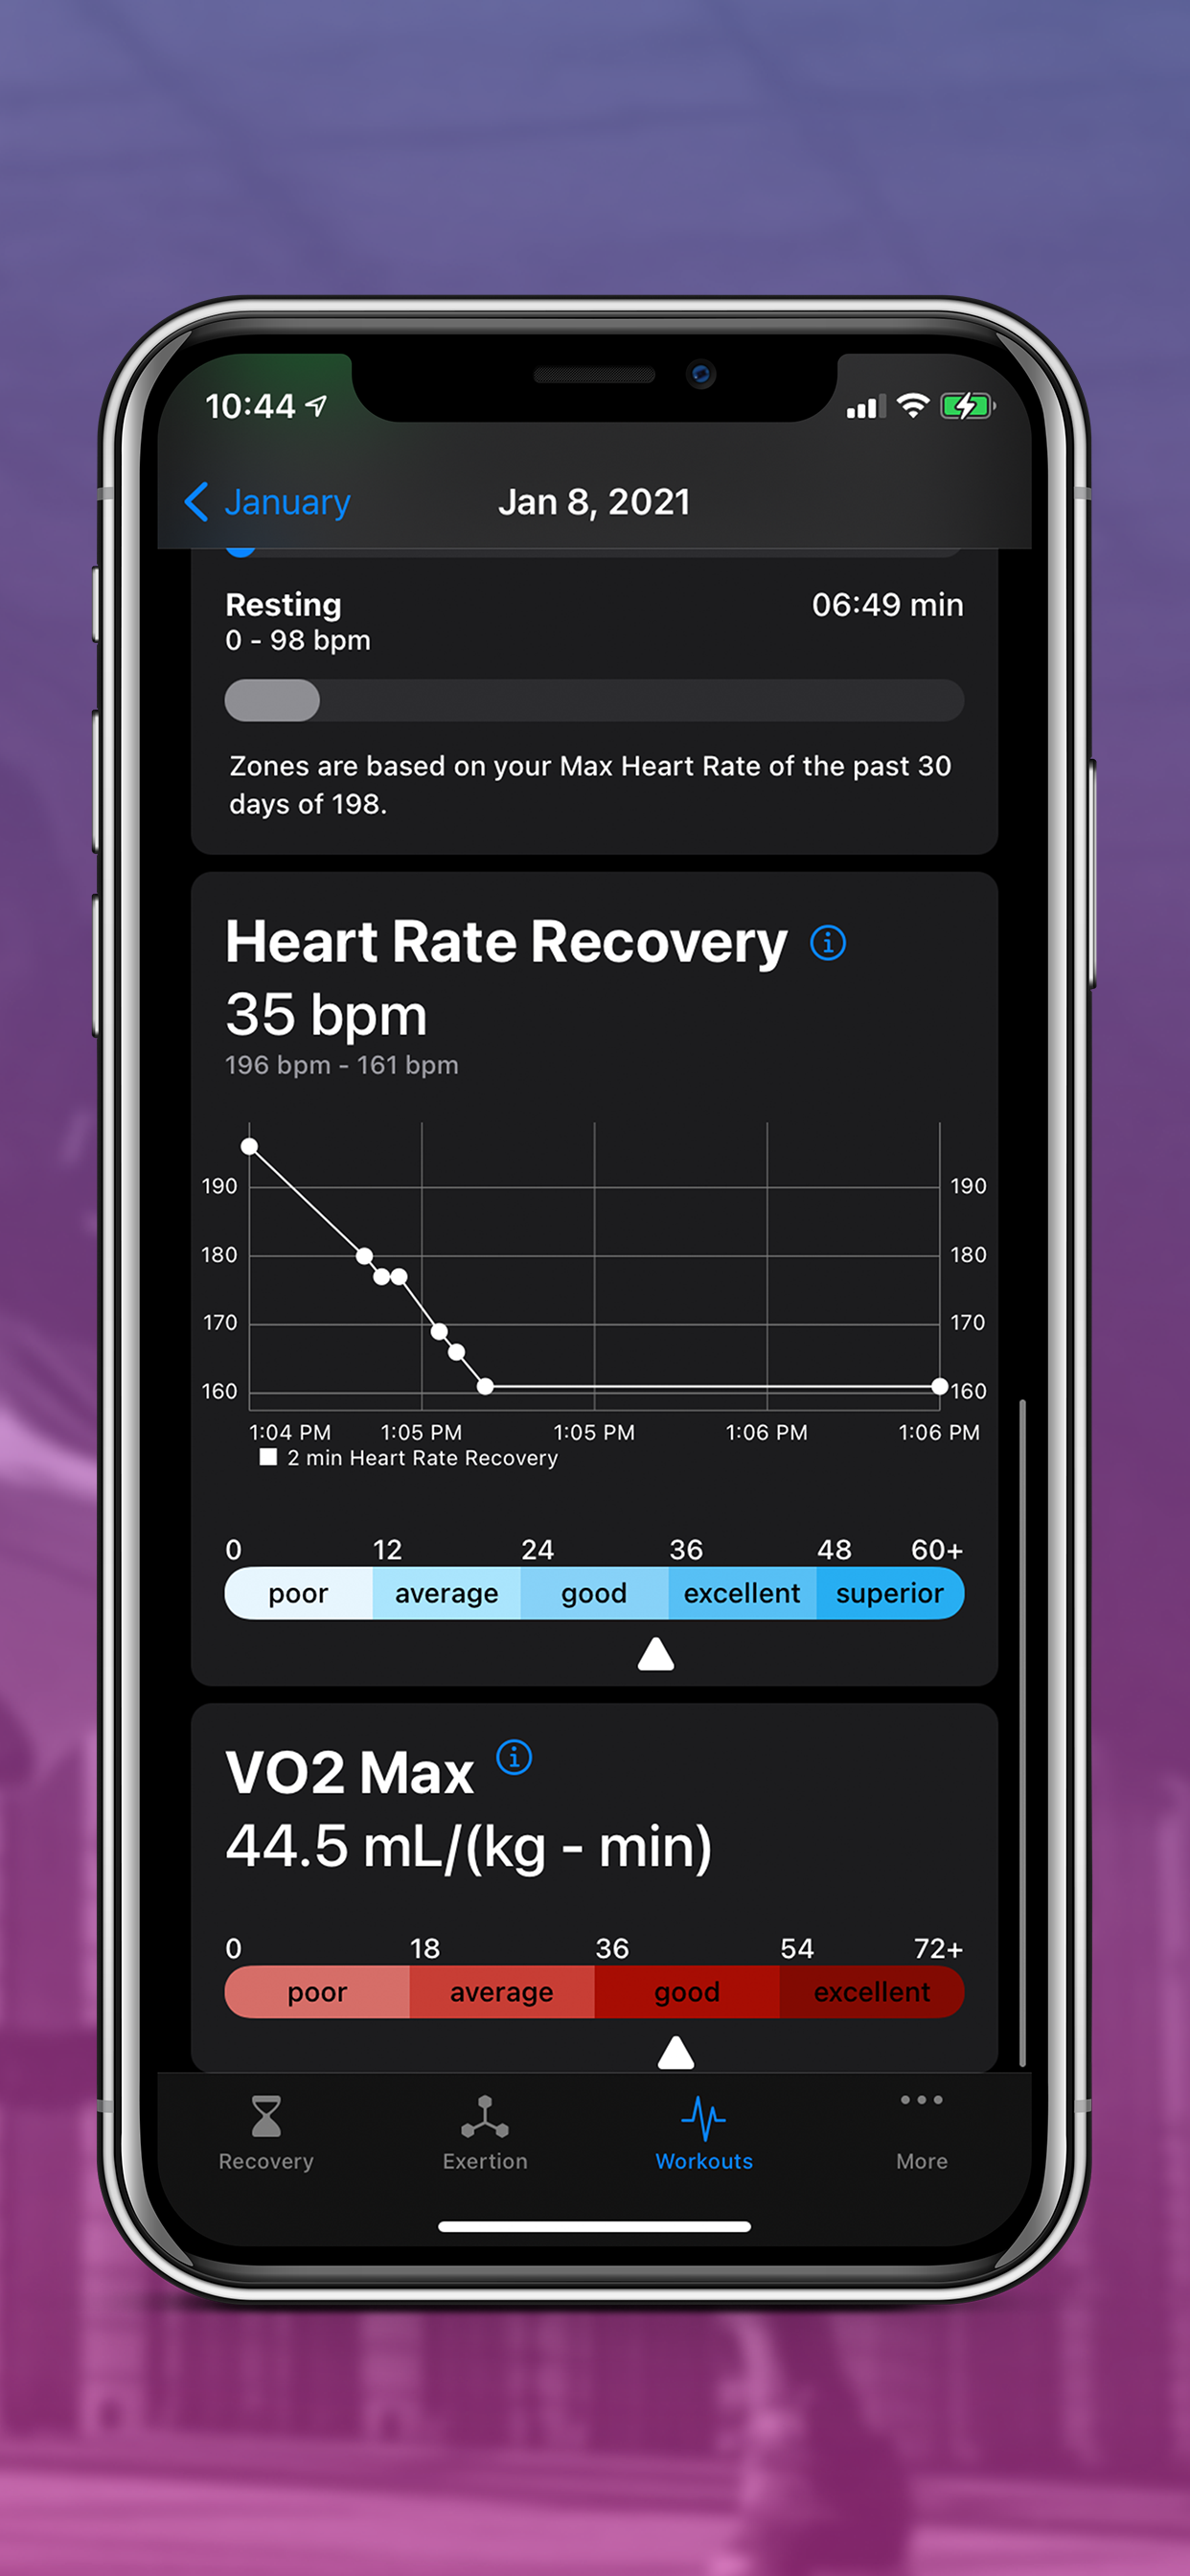 10:44
January
Jan 8, 2021
Resting
06:49 min
0 - 98 bpm
Zones are based on your Max Heart Rate of the past 30
days of 198.
Heart Rate Recovery
35 bpm
196 bpm - 161 bpm
190 190
180 180
170 170
160 160
1:04 PM 1:05 PM 1:05 PM 1:06 PM 1:06 PM
2 min Heart Rate Recovery
0 12 24 36 48 60+
poor average good excellent superior
VO2 Max
44.5 mL/(kg - min)
0 18 36 54 72+
poor average good excellent
Recovery Exertion Workouts More